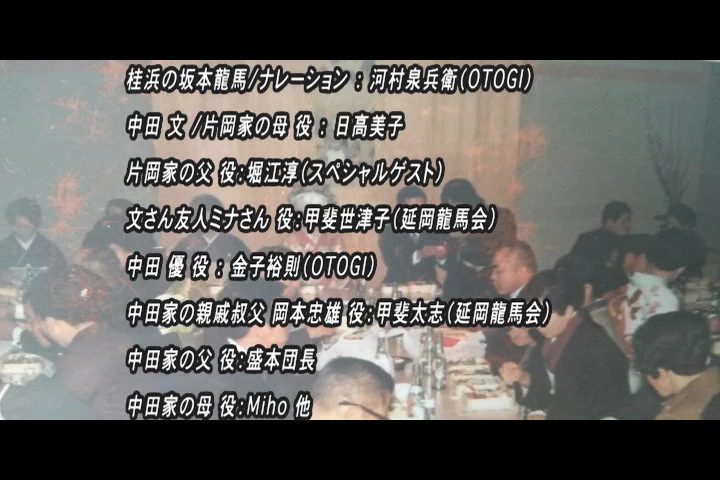 桂浜の坂本龍馬/ナレーション : 河村泉兵衛(OTOGI)
中田 文 /片岡家の母 役 : 日高美子
片岡家の父 役:堀江淳(スペシャルゲスト)
文さん友人ミナさん 役:甲斐世津子(延岡龍馬会)
中田 優 役 : 金子裕則(OTOGI)
中田家の親戚叔父 岡本忠雄 役:甲斐太志(延岡龍馬会)
中田家の父 役:盛本団長
中田家の母 役:Miho 他